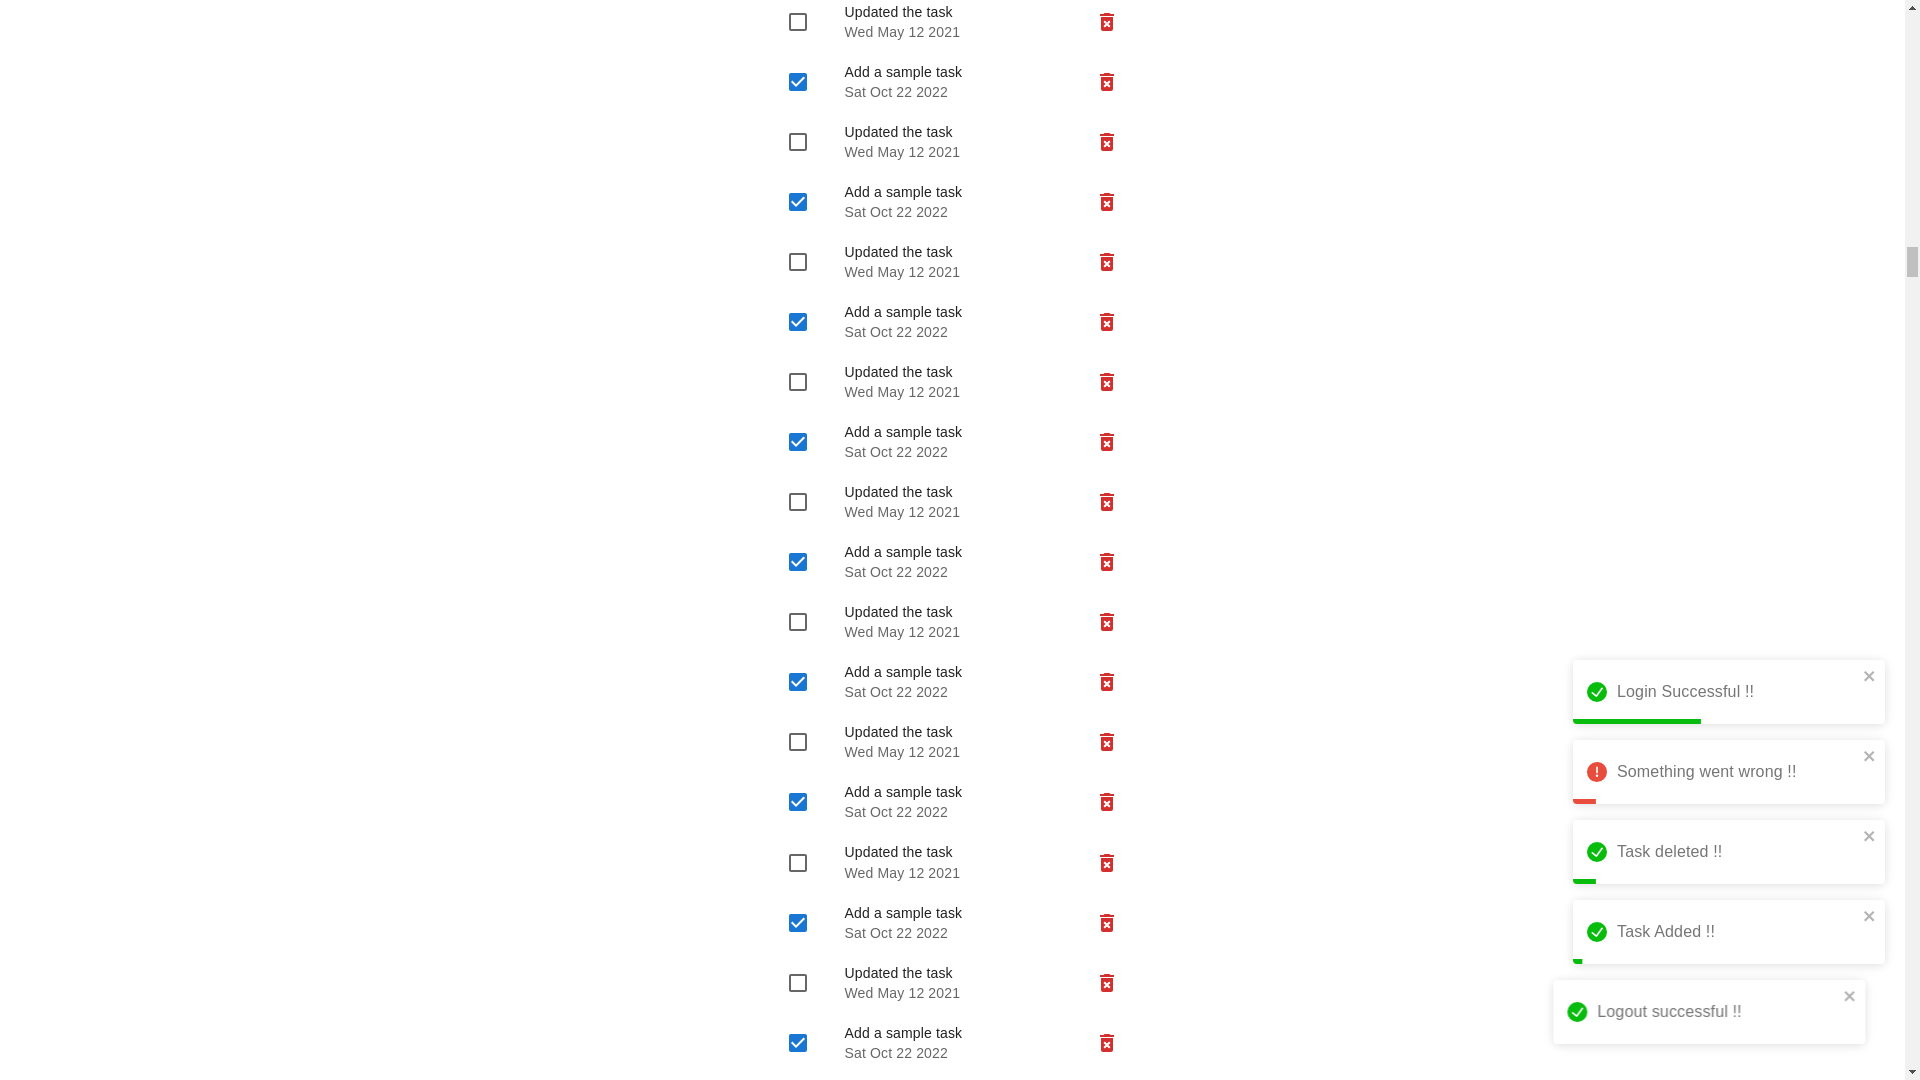 Updated the task
Wed May 12 2021
Add a sample task
Sat Oct 22 2022
Updated the task
Wed May 12 2021
Add a sample task
Sat Oct 22 2022
Updated the task
Wed May 12 2021
Add a sample task
Sat Oct 22 2022
Updated the task
Wed May 12 2021
Add a sample task
Sat Oct 22 2022
Updated the task
Wed May 12 2021
Add a sample task
Sat Oct 22 2022
Updated the task
Wed May 12 2021
Add a sample task
Sat Oct 22 2022
Updated the task
Wed May 12 2021
Add a sample task
Sat Oct 22 2022
Updated the task
Wed May 12 2021
Add a sample task
Sat Oct 22 2022
Updated the task
Wed May 12 2021
Add a sample task
Sat Oct 22 2022
Login Successful !!
Something went wrong !!
Task deleted !!
Task Added !!
Logout successful !!